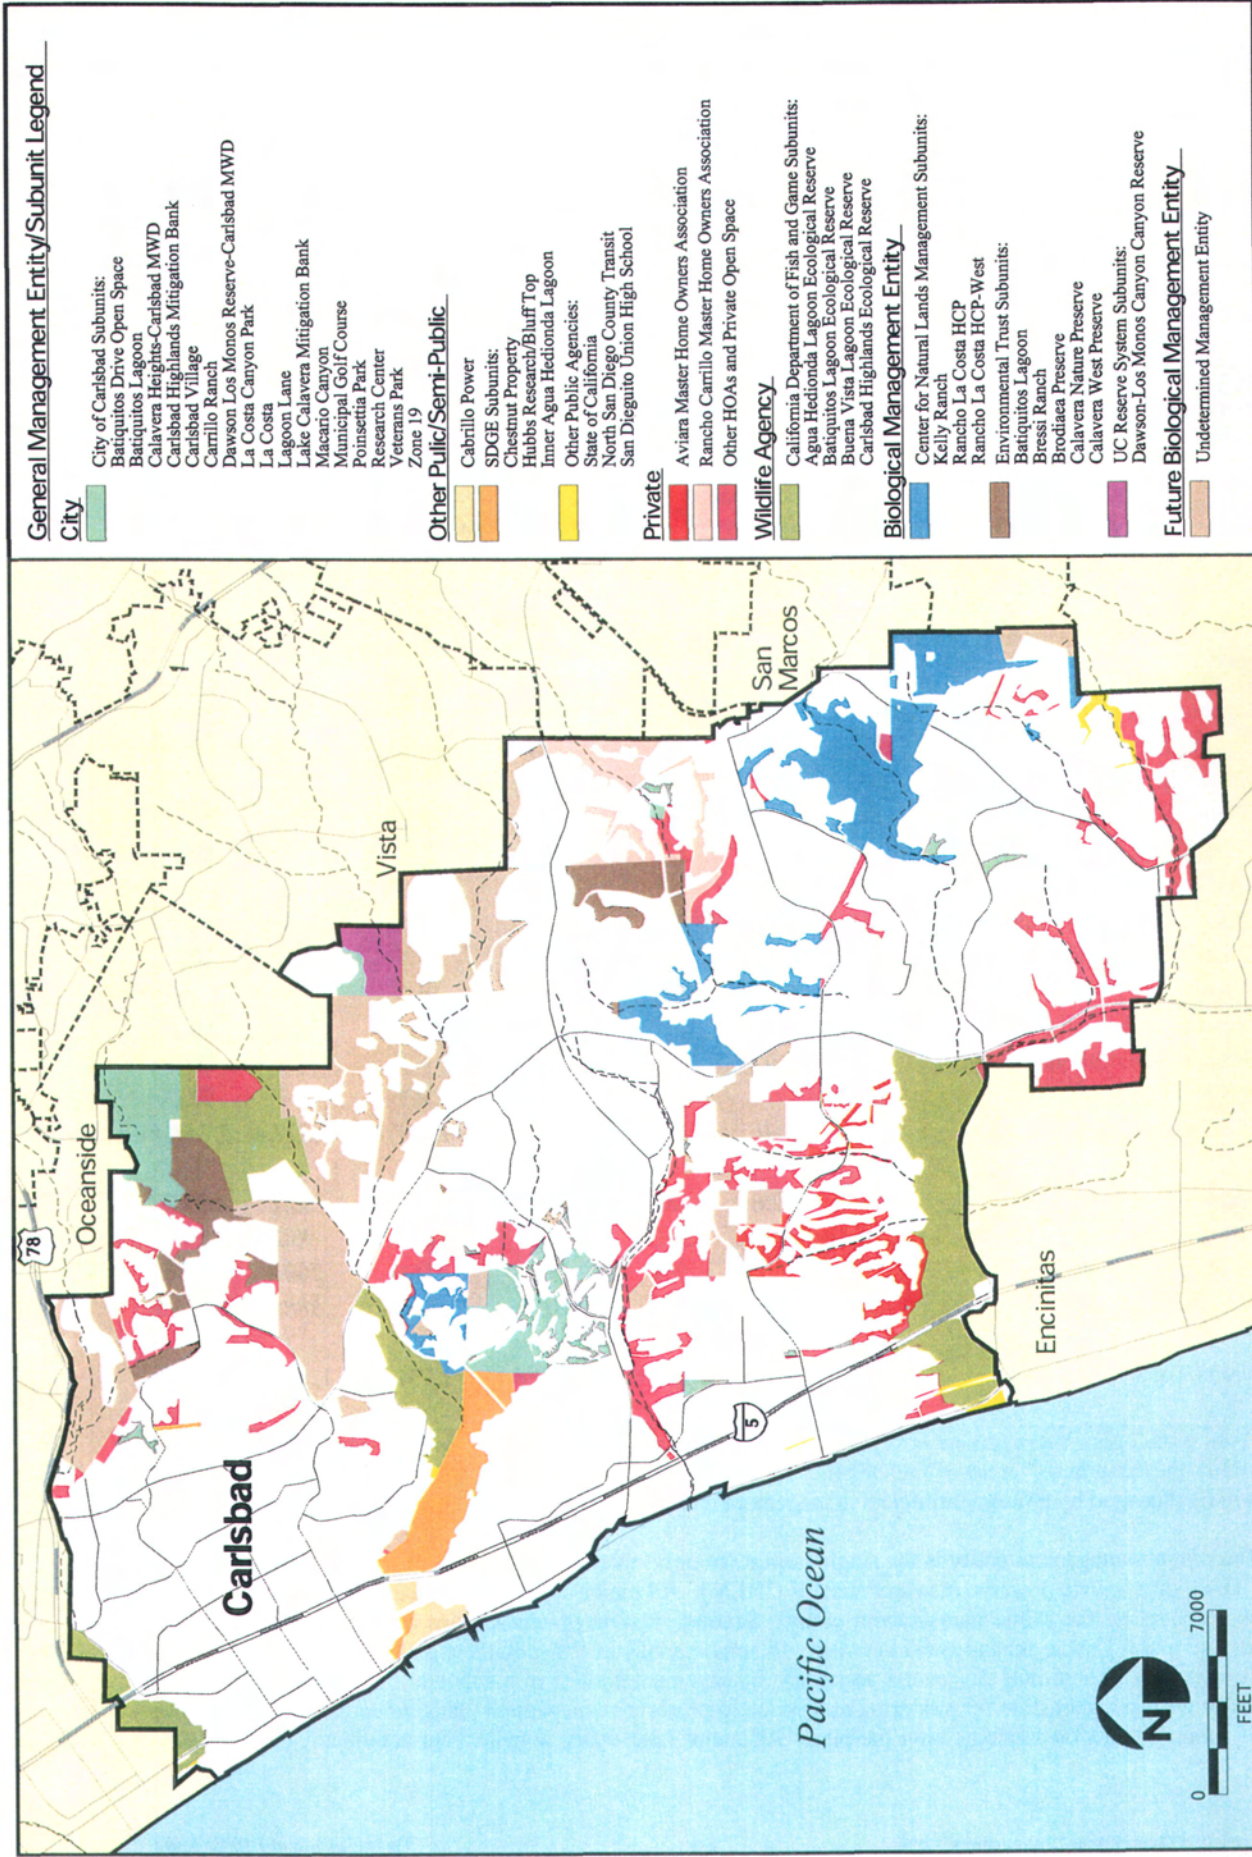 General Management Entity/Subunit Legend
City
City of Carlsbad Subunits:
Batiquitos Drive Open Space
Batiquitos Lagoon
Calavera Heights-Carlsbad MWD
Carlsbad Highlands Mitigation Bank
Carlsbad Village
Carrillo Ranch
Dawson Los Monos Reserve-Carlsbad MWD
La Costa Canyon Park
La Costa
Lagoon Lane
Lake Calavera Mitigation Bank
Macario Canyon
Municipal Golf Course
Poinsettia Park
Research Center
Veterans Park
Zone 19
Other Pulic/Semi-Public
Cabrillo Power
SDGE Subunits:
Chestnut Property
Hubbs Research/Bluff Top
Inner Agua Hedionda Lagoon
Other Public Agencies:
State of California
North San Diego County Transit
San Dieguito Union High School
Private
Aviara Master Home Owners Association
Rancho Carrillo Master Home Owners Association
Other HOAs and Private Open Space
Wildlife Agency
California Department of Fish and Game Subunits:
Agua Hedionda Lagoon Ecological Reserve
Batiquitos Lagoon Ecological Reserve
Buena Vista Lagoon Ecological Reserve
Carlsbad Highlands Ecological Reserve
Biological Management Entity
Center for Natural Lands Management Subunits:
Kelly Ranch
Rancho La Costa HCP
Rancho La Costa HCP-West
Environmental Trust Subunits:
Batiquitos Lagoon
Bressi Ranch
Brodiaea Preserve
Calavera Nature Preserve
Calavera West Preserve
UC Reserve System Subunits:
Dawson-Los Monos Canyon Reserve
Future Biological Management Entity
Undetermined Management Entity
78
Oceanside
Vista
San
Marcos
Carlsbad
5
Encinitas
Pacific Ocean
N
0
7000
FEET